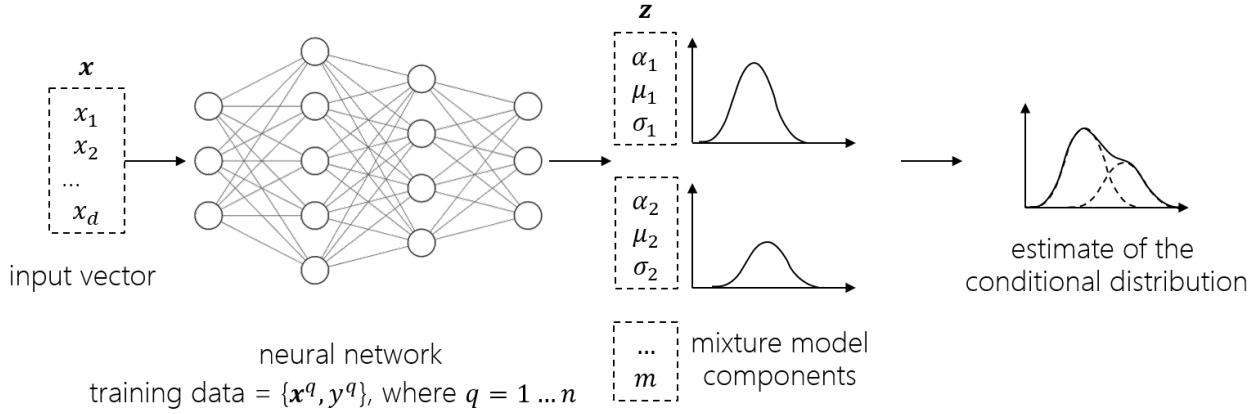 𝒙
x₁
x₂
...
x_d
input vector
neural network
training data = {𝒙^q, y^q}, where q = 1 … n
𝒛
α₁
μ₁
σ₁
α₂
μ₂
σ₂
...
m
mixture model
components
estimate of the
conditional distribution